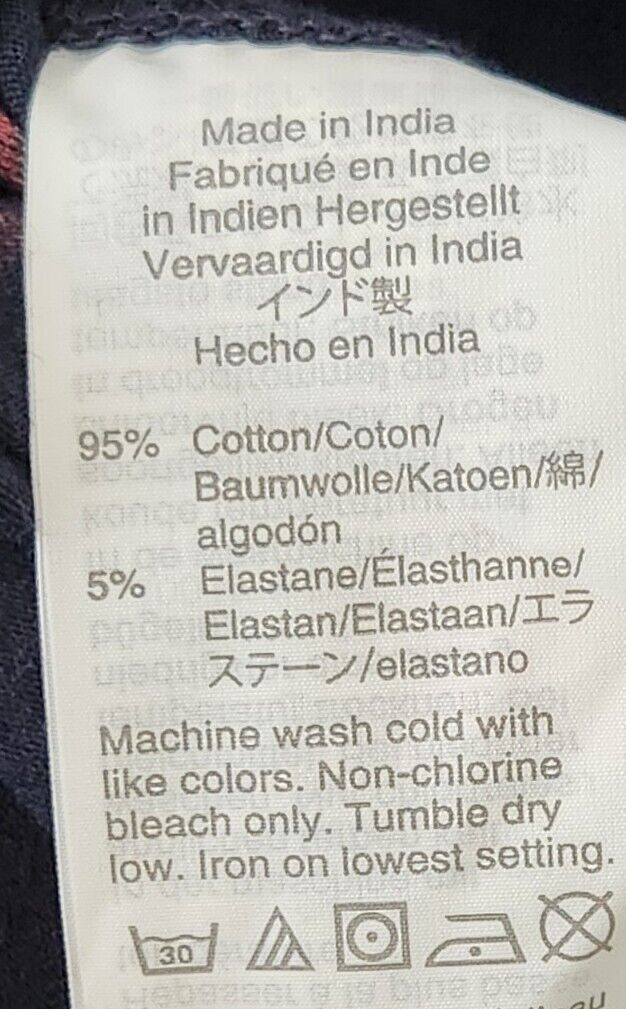 Made in India
Fabriqué en Inde
in Indien Hergestellt
Vervaardigd in India
インド製
Hecho en India
95% Cotton/Coton/
Baumwolle/Katoen/綿/
algodón
5% Elastane/Élasthanne/
Elastan/Elastaan/エラ
ステーン/elastano
Machine wash cold with
like colors. Non-chlorine
bleach only. Tumble dry
low. Iron on lowest setting.
30